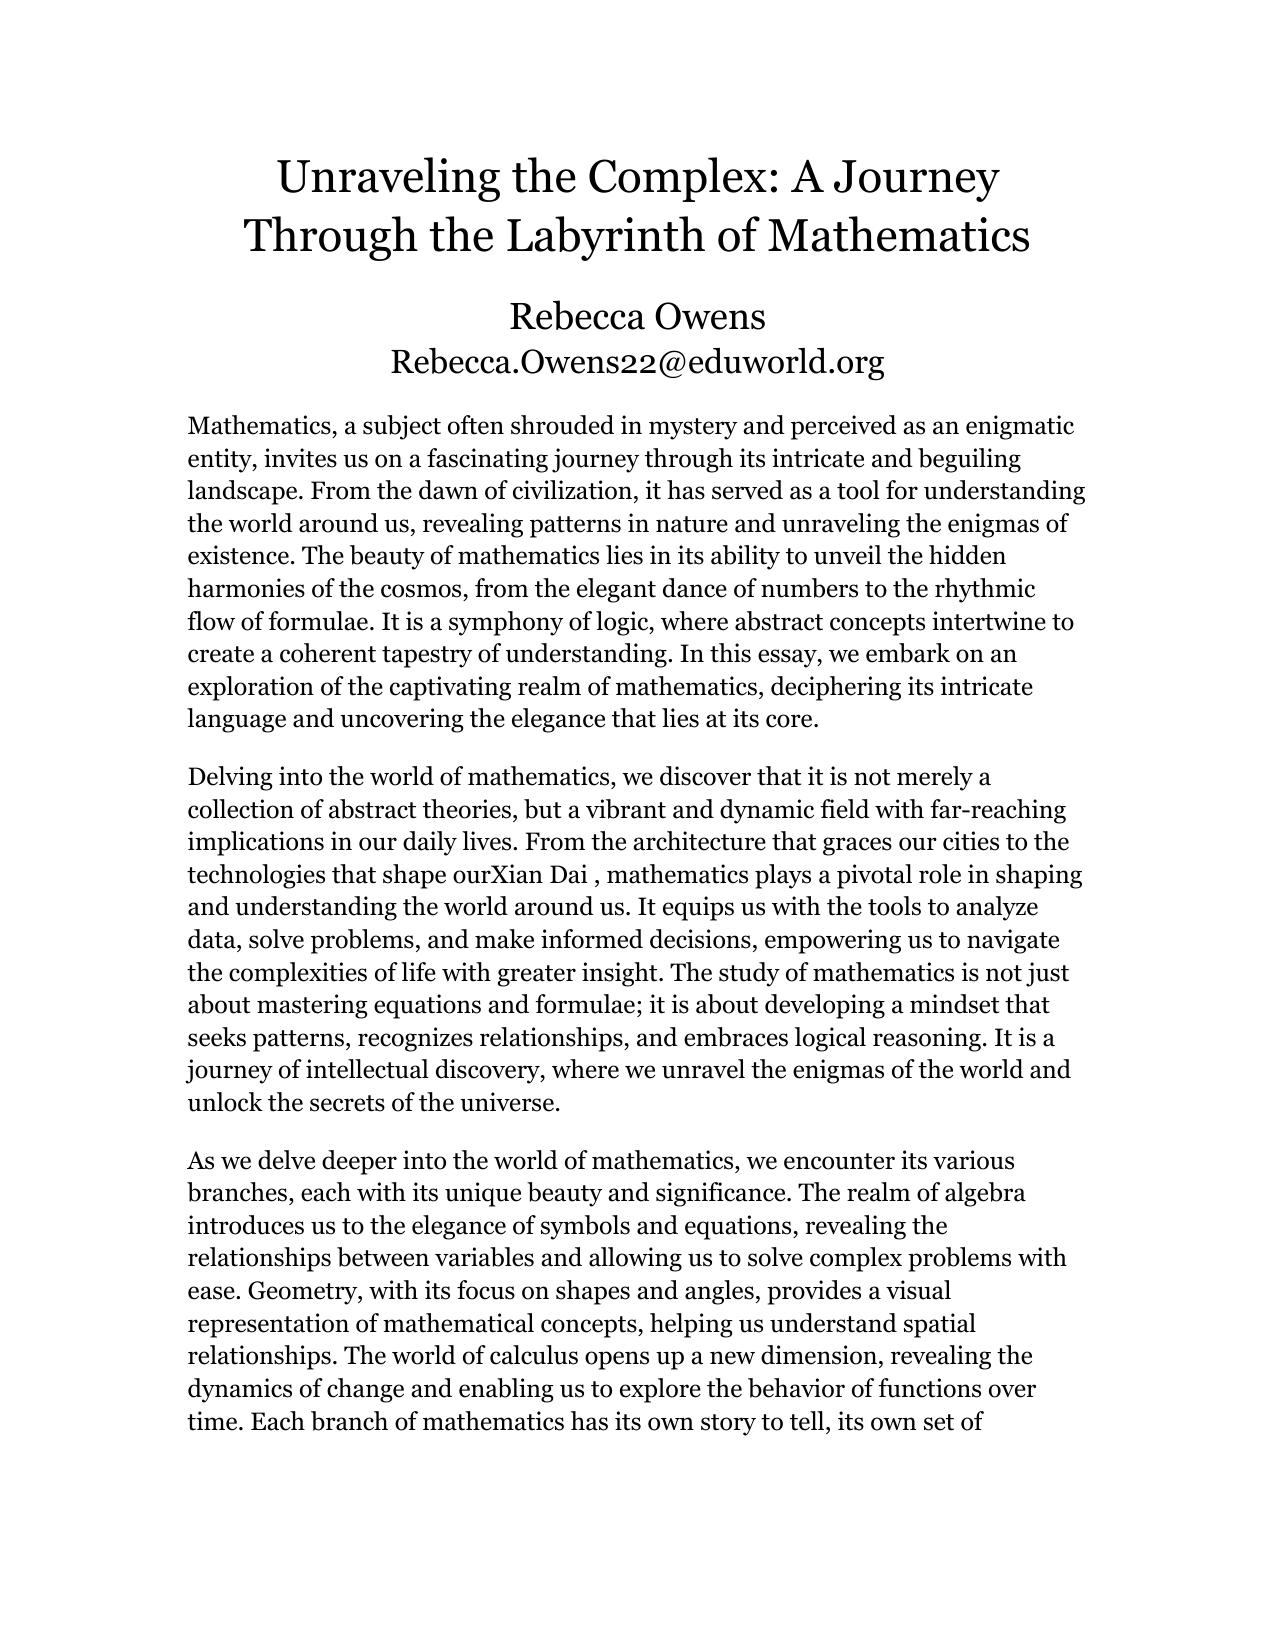 Unraveling the Complex: A Journey
Through the Labyrinth of Mathematics
Rebecca Owens
Rebecca.Owens22@eduworld.org
Mathematics, a subject often shrouded in mystery and perceived as an enigmatic
entity, invites us on a fascinating journey through its intricate and beguiling
landscape. From the dawn of civilization, it has served as a tool for understanding
the world around us, revealing patterns in nature and unraveling the enigmas of
existence. The beauty of mathematics lies in its ability to unveil the hidden
harmonies of the cosmos, from the elegant dance of numbers to the rhythmic
flow of formulae. It is a symphony of logic, where abstract concepts intertwine to
create a coherent tapestry of understanding. In this essay, we embark on an
exploration of the captivating realm of mathematics, deciphering its intricate
language and uncovering the elegance that lies at its core.
Delving into the world of mathematics, we discover that it is not merely a
collection of abstract theories, but a vibrant and dynamic field with far-reaching
implications in our daily lives. From the architecture that graces our cities to the
technologies that shape ourXian Dai , mathematics plays a pivotal role in shaping
and understanding the world around us. It equips us with the tools to analyze
data, solve problems, and make informed decisions, empowering us to navigate
the complexities of life with greater insight. The study of mathematics is not just
about mastering equations and formulae; it is about developing a mindset that
seeks patterns, recognizes relationships, and embraces logical reasoning. It is a
journey of intellectual discovery, where we unravel the enigmas of the world and
unlock the secrets of the universe.
As we delve deeper into the world of mathematics, we encounter its various
branches, each with its unique beauty and significance. The realm of algebra
introduces us to the elegance of symbols and equations, revealing the
relationships between variables and allowing us to solve complex problems with
ease. Geometry, with its focus on shapes and angles, provides a visual
representation of mathematical concepts, helping us understand spatial
relationships. The world of calculus opens up a new dimension, revealing the
dynamics of change and enabling us to explore the behavior of functions over
time. Each branch of mathematics has its own story to tell, its own set of